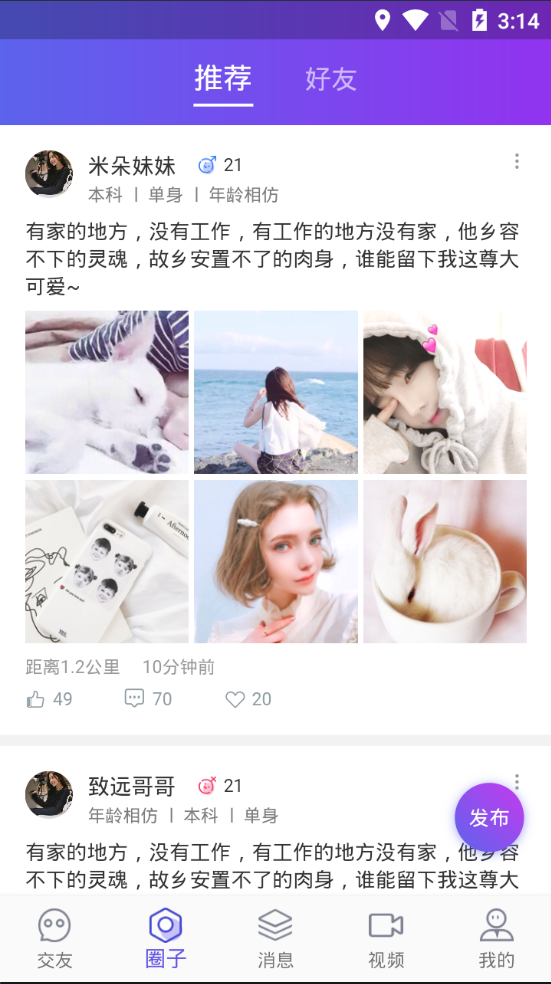 3:14
推荐 好友
米朵妹妹 21
本科 | 单身 | 年龄相仿
有家的地方，没有工作，有工作的地方没有家，他乡容
不下的灵魂，故乡安置不了的肉身，谁能留下我这尊大
可爱~
Afternoon
距离1.2公里 10分钟前
49 70 20
致远哥哥 21
年龄相仿 | 本科 | 单身
发布
有家的地方，没有工作，有工作的地方没有家，他乡容
不下的灵魂，故乡安置不了的肉身，谁能留下我这尊大
交友 圈子 消息 视频 我的